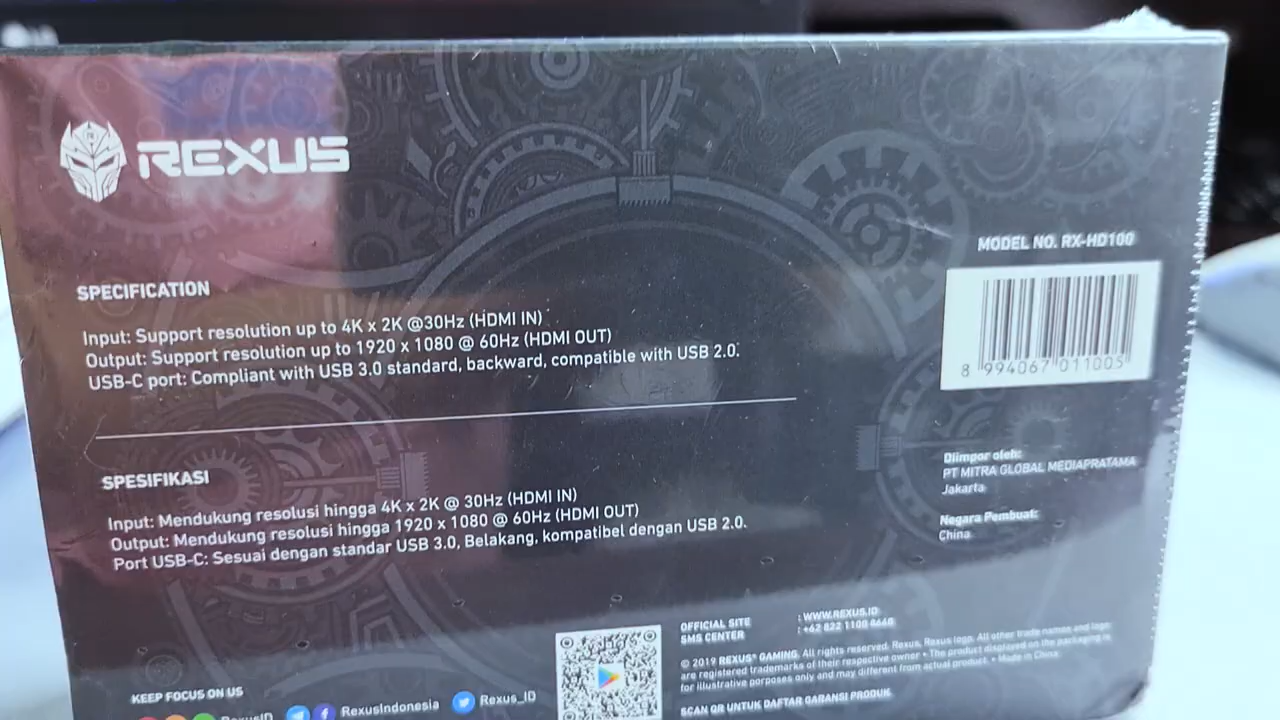 REXUS
MODEL NO. RX-HD100
8 994067 011005
SPECIFICATION
Input: Support resolution up to 4K x 2K @30Hz (HDMI IN)
Output: Support resolution up to 1920 x 1080 @ 60Hz (HDMI OUT)
USB-C port: Compliant with USB 3.0 standard, backward, compatible with USB 2.0.
SPESIFIKASI
Input: Mendukung resolusi hingga 4K x 2K @ 30Hz (HDMI IN)
Output: Mendukung resolusi hingga 1920 x 1080 @ 60Hz (HDMI OUT)
Port USB-C: Sesuai dengan standar USB 3.0, Belakang, kompatibel dengan USB 2.0.
Diimpor oleh:
PT MITRA GLOBAL MEDIAPRATAMA
Jakarta
Negara Pembuat:
China
KEEP FOCUS ON US
RexusID
RexusIndonesia
Rexus_ID
OFFICIAL SITE : WWW.REXUS.ID
SMS CENTER : +62 822 1100
© 2019 REXUS® GAMING. All rights reserved. Rexus, Rexus logo. All other trade names and logo
are registered trademarks of their respective owner • The product displayed on the packaging is
for illustrative purposes only and may different from actual product. • Made in China.
SCAN QR UNTUK DAFTAR GARANSI PRODUK